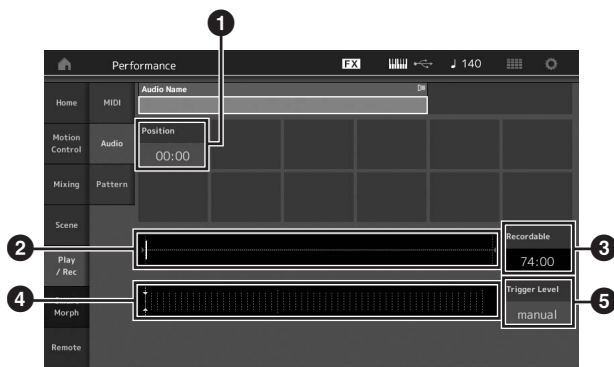 1
Performance
FX
140
Audio Name
Home
MIDI
Position
00:00
Motion
Control
Audio
Mixing
Pattern
Scene
2
Recordable
74:00
3
Play
/ Rec
4
Trigger Level
manual
5
Morph
Remote